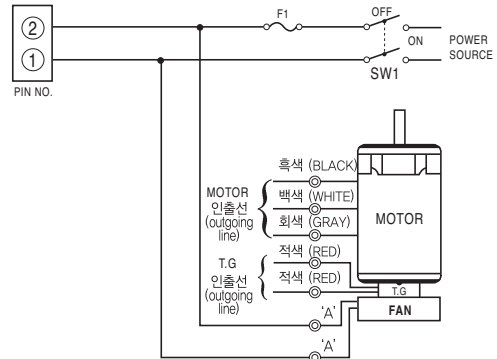 ②
①
PIN NO.
F1
OFF
ON
SW1
POWER
SOURCE
흑색 (BLACK)
백색 (WHITE)
회색 (GRAY)
MOTOR
인출선
(outgoing
line)
적색 (RED)
적색 (RED)
T.G
인출선
(outgoing
line)
'A'
'A'
MOTOR
T.G
FAN